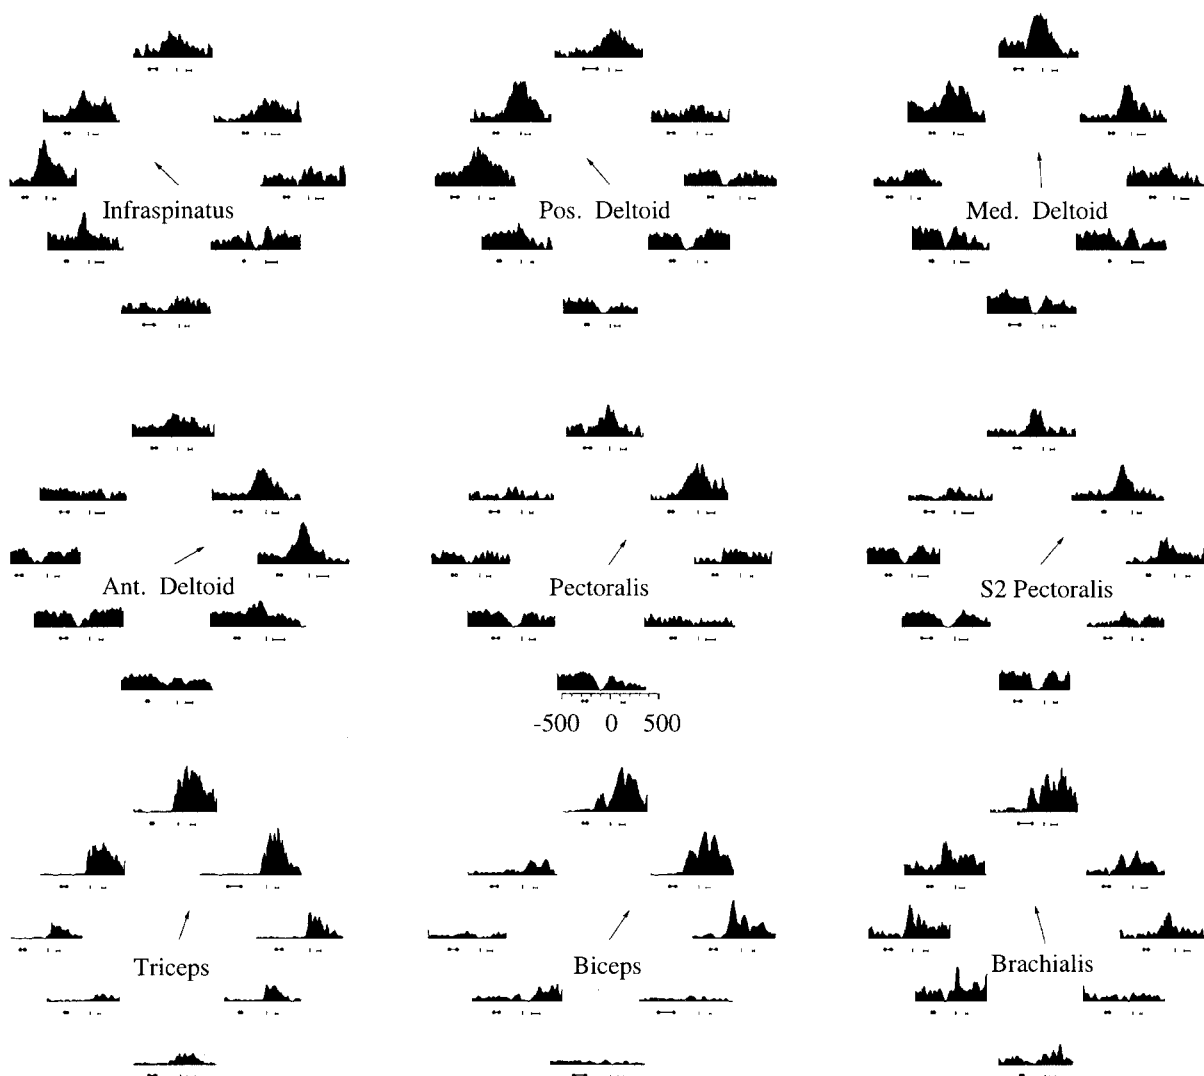 Infraspinatus
Pos. Deltoid
Med. Deltoid
Ant. Deltoid
Pectoralis
S2 Pectoralis
-500 0 500
Triceps
Biceps
Brachialis